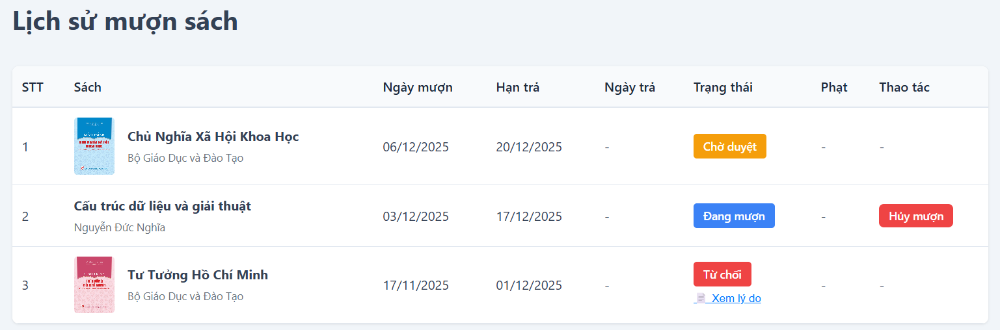 Lịch sử mượn sách
STT Sách Ngày mượn Hạn trả Ngày trả Trạng thái Phạt Thao tác
1 Chủ Nghĩa Xã Hội Khoa Học 06/12/2025 20/12/2025 - Chờ duyệt - -
Bộ Giáo Dục và Đào Tạo
2 Cấu trúc dữ liệu và giải thuật 03/12/2025 17/12/2025 - Đang mượn - Hủy mượn
Nguyễn Đức Nghĩa
3 Tư Tưởng Hồ Chí Minh 17/11/2025 01/12/2025 - Từ chối - -
Bộ Giáo Dục và Đào Tạo Xem lý do